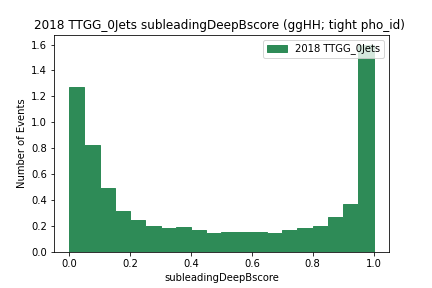 2018 TTGG_0Jets subleadingDeepBscore (ggHH; tight pho_id)
2018 TTGG_0Jets
Number of Events
1.6
1.4
1.2
1.0
0.8
0.6
0.4
0.2
0.0
0.0 0.2 0.4 0.6 0.8 1.0
subleadingDeepBscore